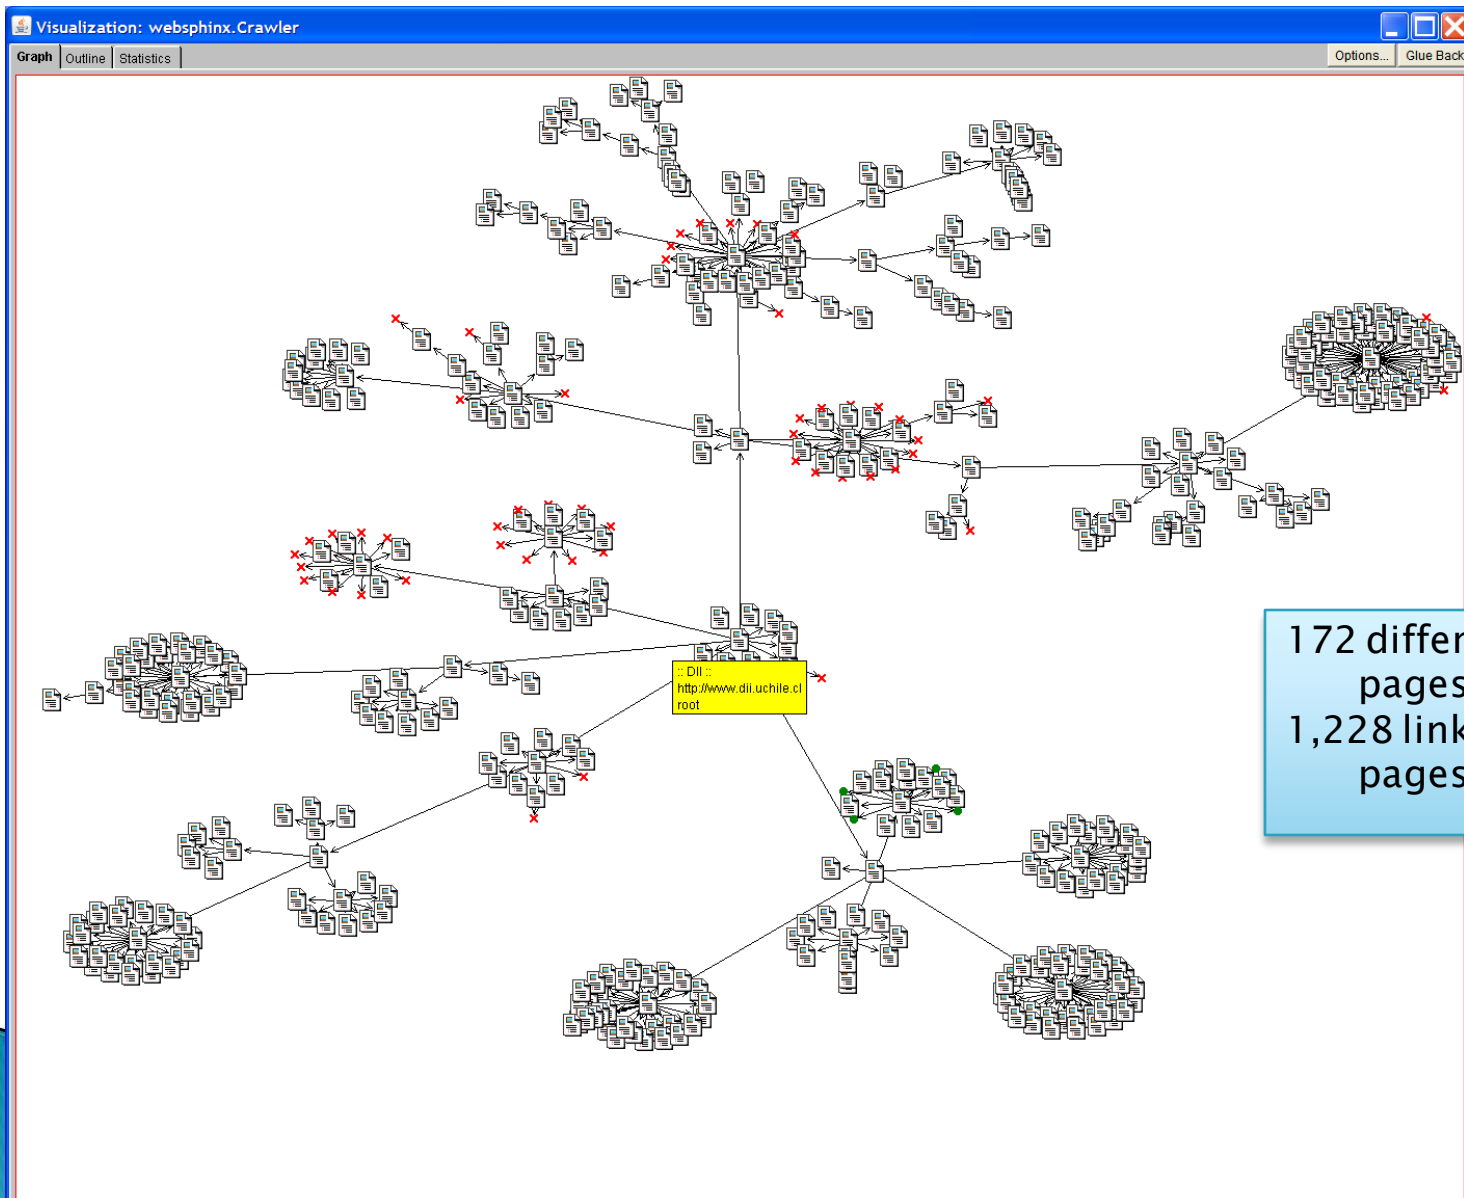 Visualization: websphinx.Crawler
Graph Outline Statistics Options... Glue Back
:: DII ::
http://www.dii.uchile.cl
root
172 differ
pages
1,228 link
pages